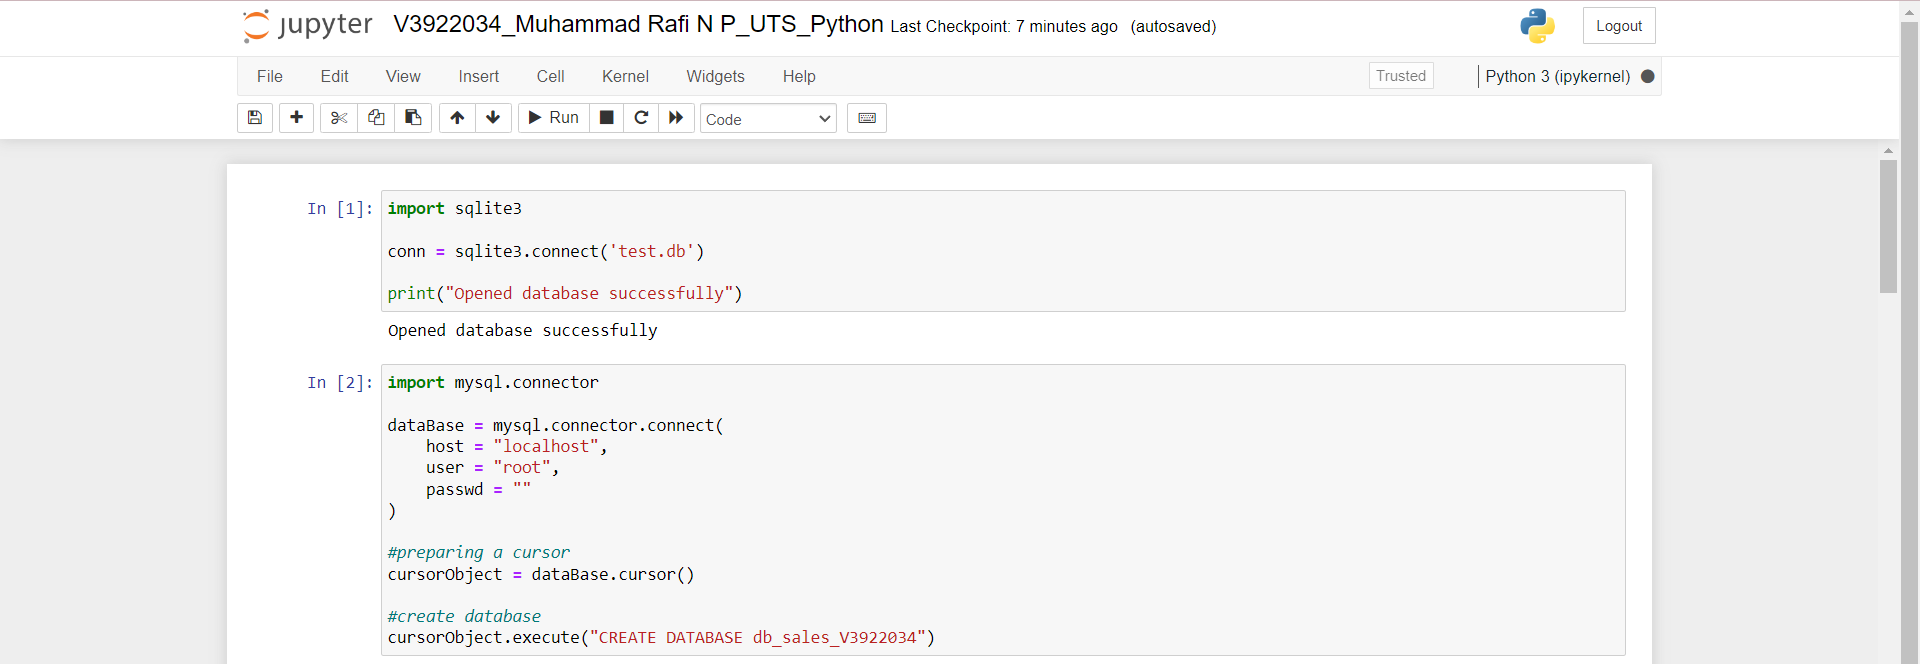 jupyter V3922034_Muhammad Rafi N P_UTS_Python Last Checkpoint: 7 minutes ago (autosaved) Logout
File Edit View Insert Cell Kernel Widgets Help Trusted Python 3 (ipykernel)
Run Code
In [1]: import sqlite3
conn = sqlite3.connect('test.db')
print("Opened database successfully")
Opened database successfully
In [2]: import mysql.connector
dataBase = mysql.connector.connect(
    host = "localhost",
    user = "root",
    passwd = ""
)
#preparing a cursor
cursorObject = dataBase.cursor()
#create database
cursorObject.execute("CREATE DATABASE db_sales_V3922034")